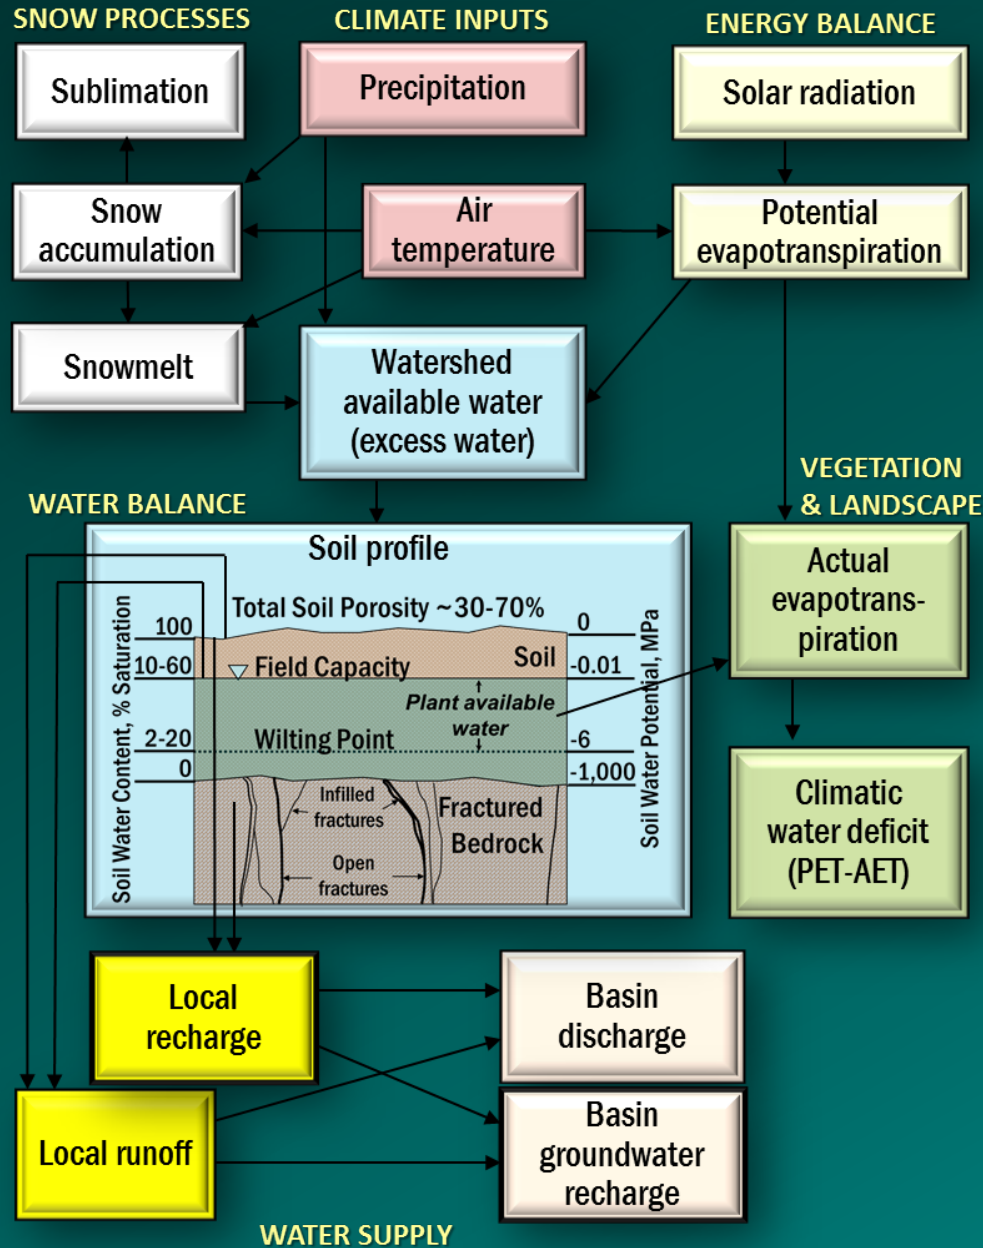 SNOW PROCESSES
CLIMATE INPUTS
ENERGY BALANCE
Sublimation
Precipitation
Solar radiation
Snow
accumulation
Air
temperature
Potential
evapotranspiration
Snowmelt
Watershed
available water
(excess water)
VEGETATION
& LANDSCAPE
WATER BALANCE
Soil profile
Actual
evapotrans-
piration
Total Soil Porosity ~30-70%
Soil Water Content, % Saturation
100
10-60
2-20
0
Field Capacity
Soil
Plant available
water
Wilting Point
0
-0.01
-6
-1,000
Soil Water Potential, MPa
Infilled
fractures
Fractured
Bedrock
Open
fractures
Climatic
water deficit
(PET-AET)
Local
recharge
Basin
discharge
Local runoff
Basin
groundwater
recharge
WATER SUPPLY